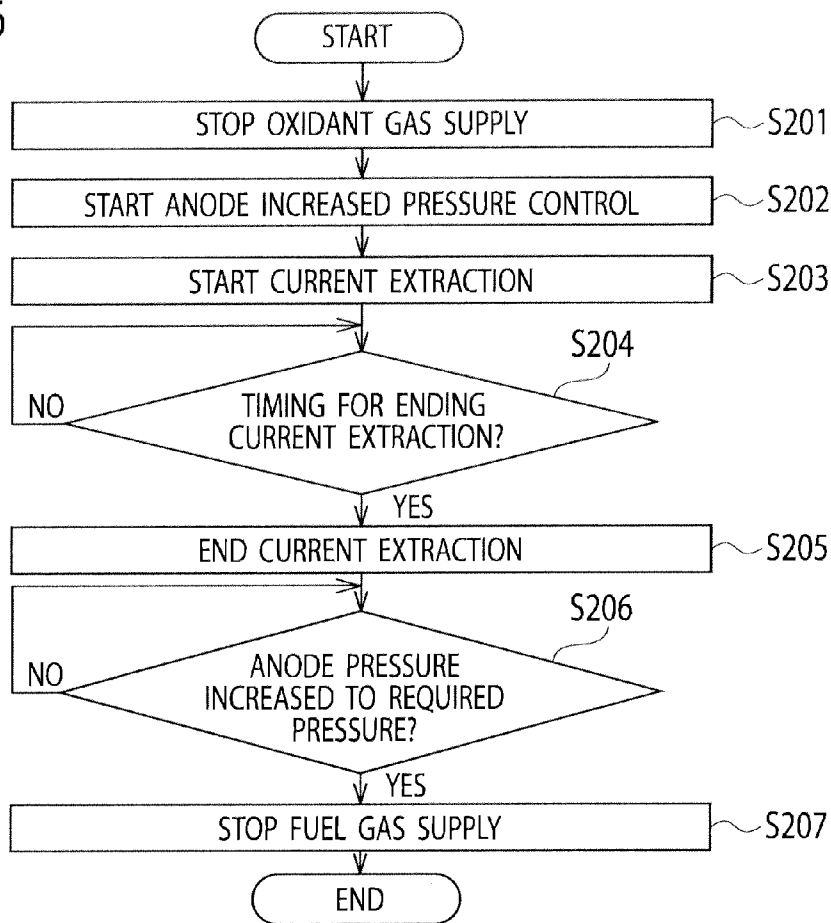 START
STOP OXIDANT GAS SUPPLY
S201
START ANODE INCREASED PRESSURE CONTROL
S202
START CURRENT EXTRACTION
S203
S204
NO
TIMING FOR ENDING
CURRENT EXTRACTION?
YES
END CURRENT EXTRACTION
S205
S206
NO
ANODE PRESSURE
INCREASED TO REQUIRED
PRESSURE?
YES
STOP FUEL GAS SUPPLY
S207
END